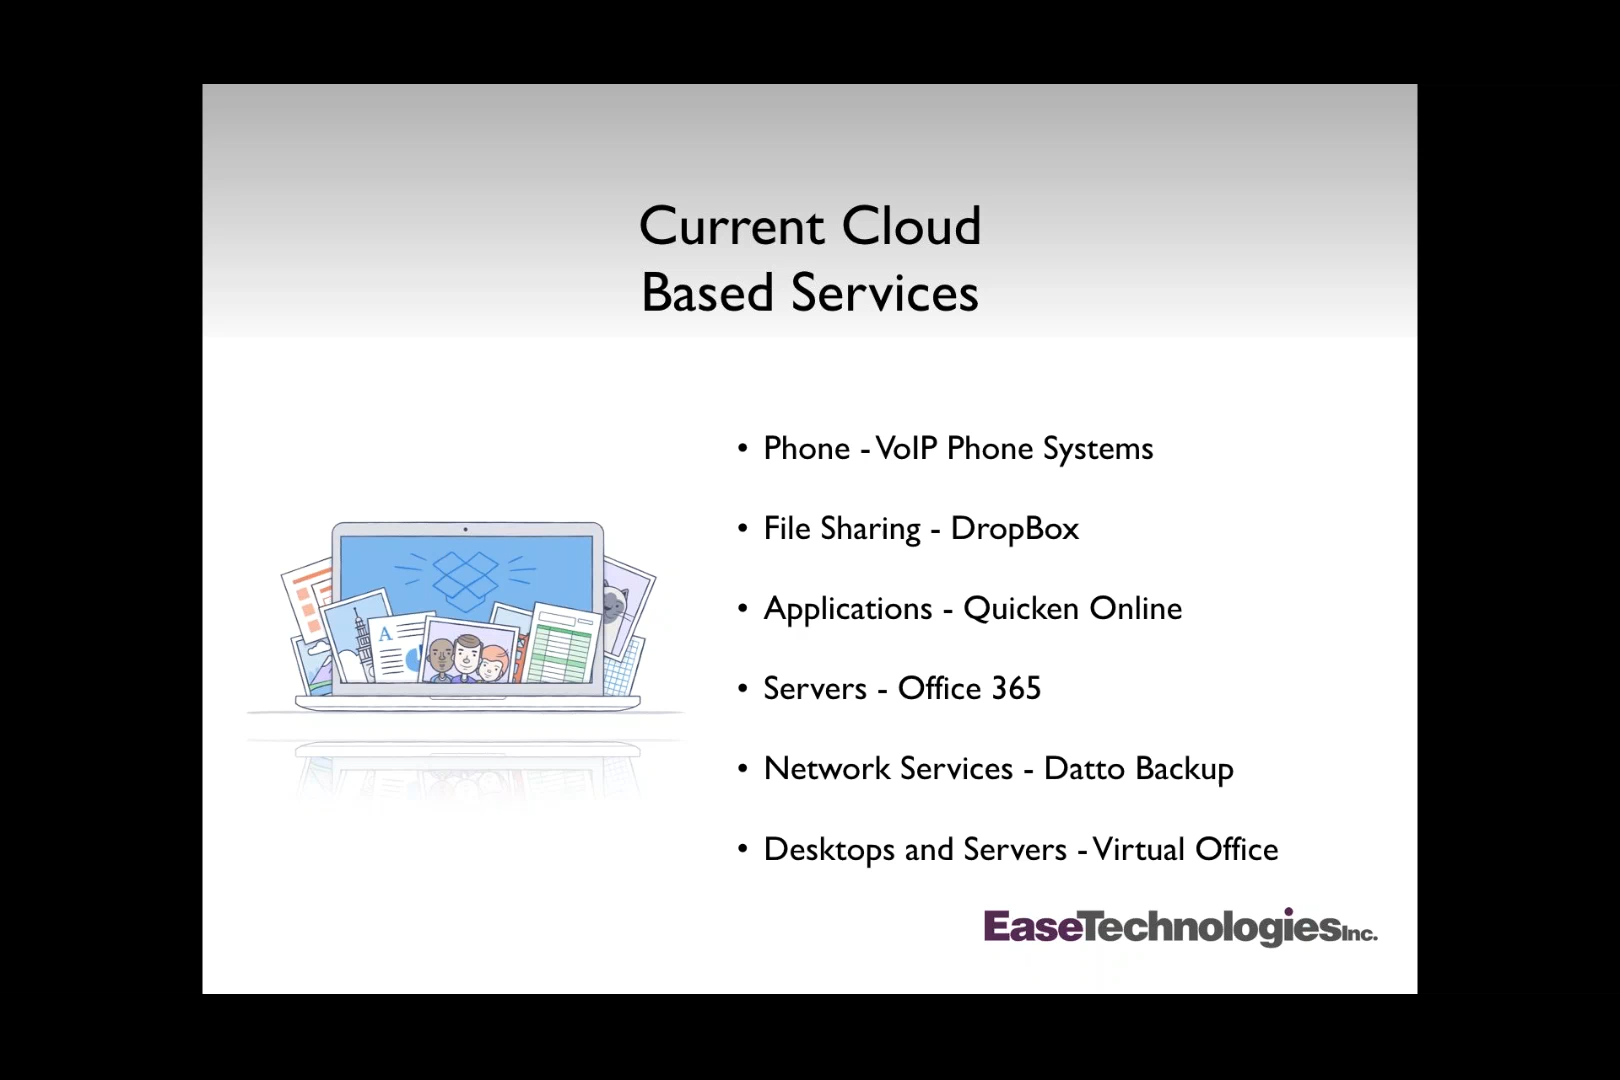 Current Cloud
Based Services
• Phone - VoIP Phone Systems
• File Sharing - DropBox
• Applications - Quicken Online
• Servers - Office 365
• Network Services - Datto Backup
• Desktops and Servers - Virtual Office
A
EaseTechnologiesInc.